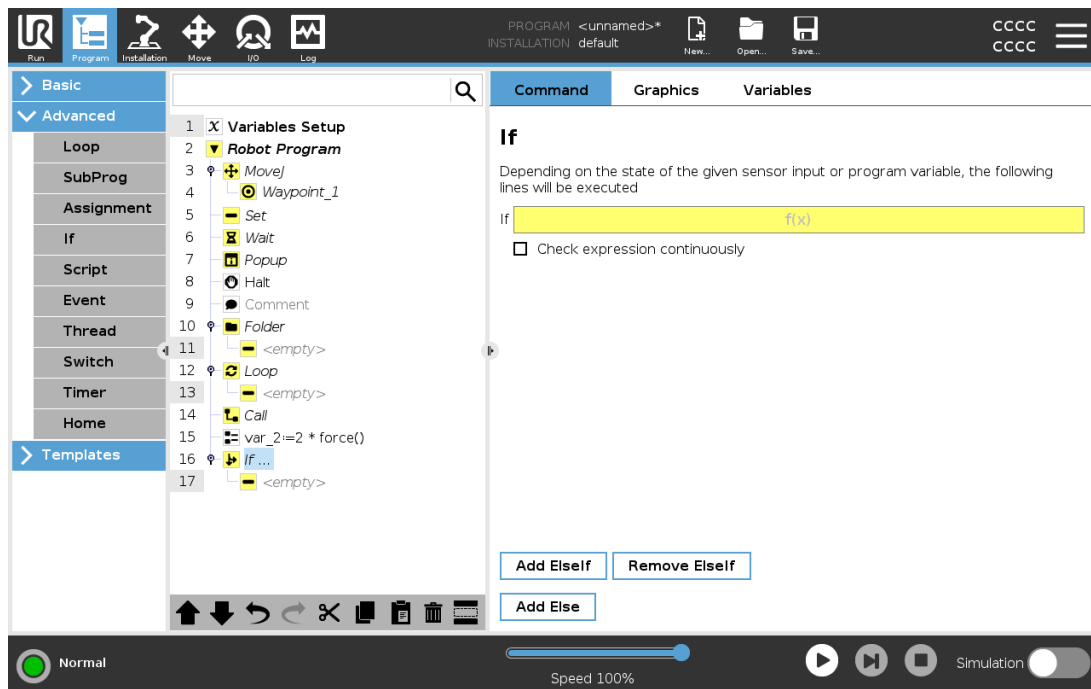 PROGRAM <unnamed>*
INSTALLATION default
CCCC
CCCC
Run Program Installation Move I/O Log New... Open... Save...
Basic
Advanced
Loop
SubProg
Assignment
If
Script
Event
Thread
Switch
Timer
Home
Templates
1 X Variables Setup
2 Robot Program
3 MoveJ
4 Waypoint_1
5 Set
6 Wait
7 Popup
8 Halt
9 Comment
10 Folder
11 <empty>
12 Loop
13 <empty>
14 Call
15 var_2:=2 * force()
16 If ...
17 <empty>
Command Graphics Variables
If
Depending on the state of the given sensor input or program variable, the following
lines will be executed
If f(x)
Check expression continuously
Add ElseIf Remove ElseIf
Add Else
Normal
Speed 100%
Simulation